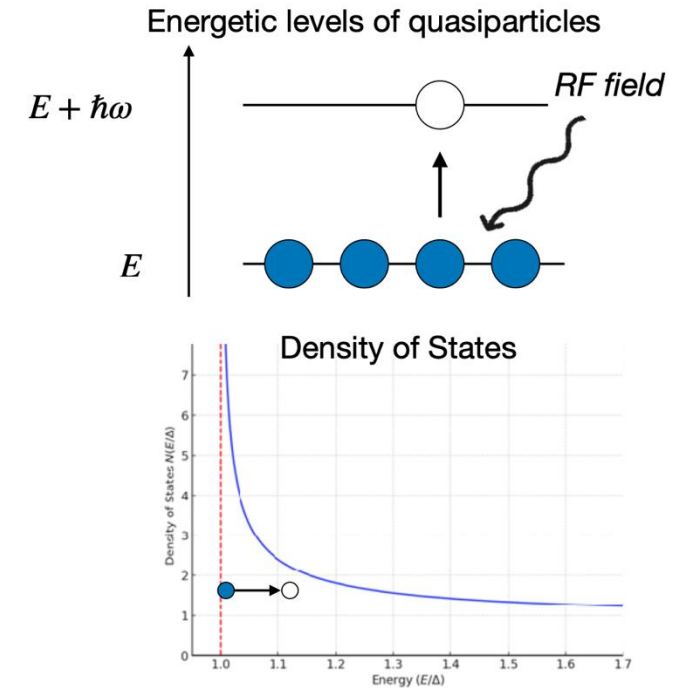 Energetic levels of quasiparticles
E + ℏω
RF field
E
Density of States
Density of States N(E/Δ)
7
6
5
4
3
2
1
0
1.0 1.1 1.2 1.3 1.4 1.5 1.6 1.7
Energy (E/Δ)